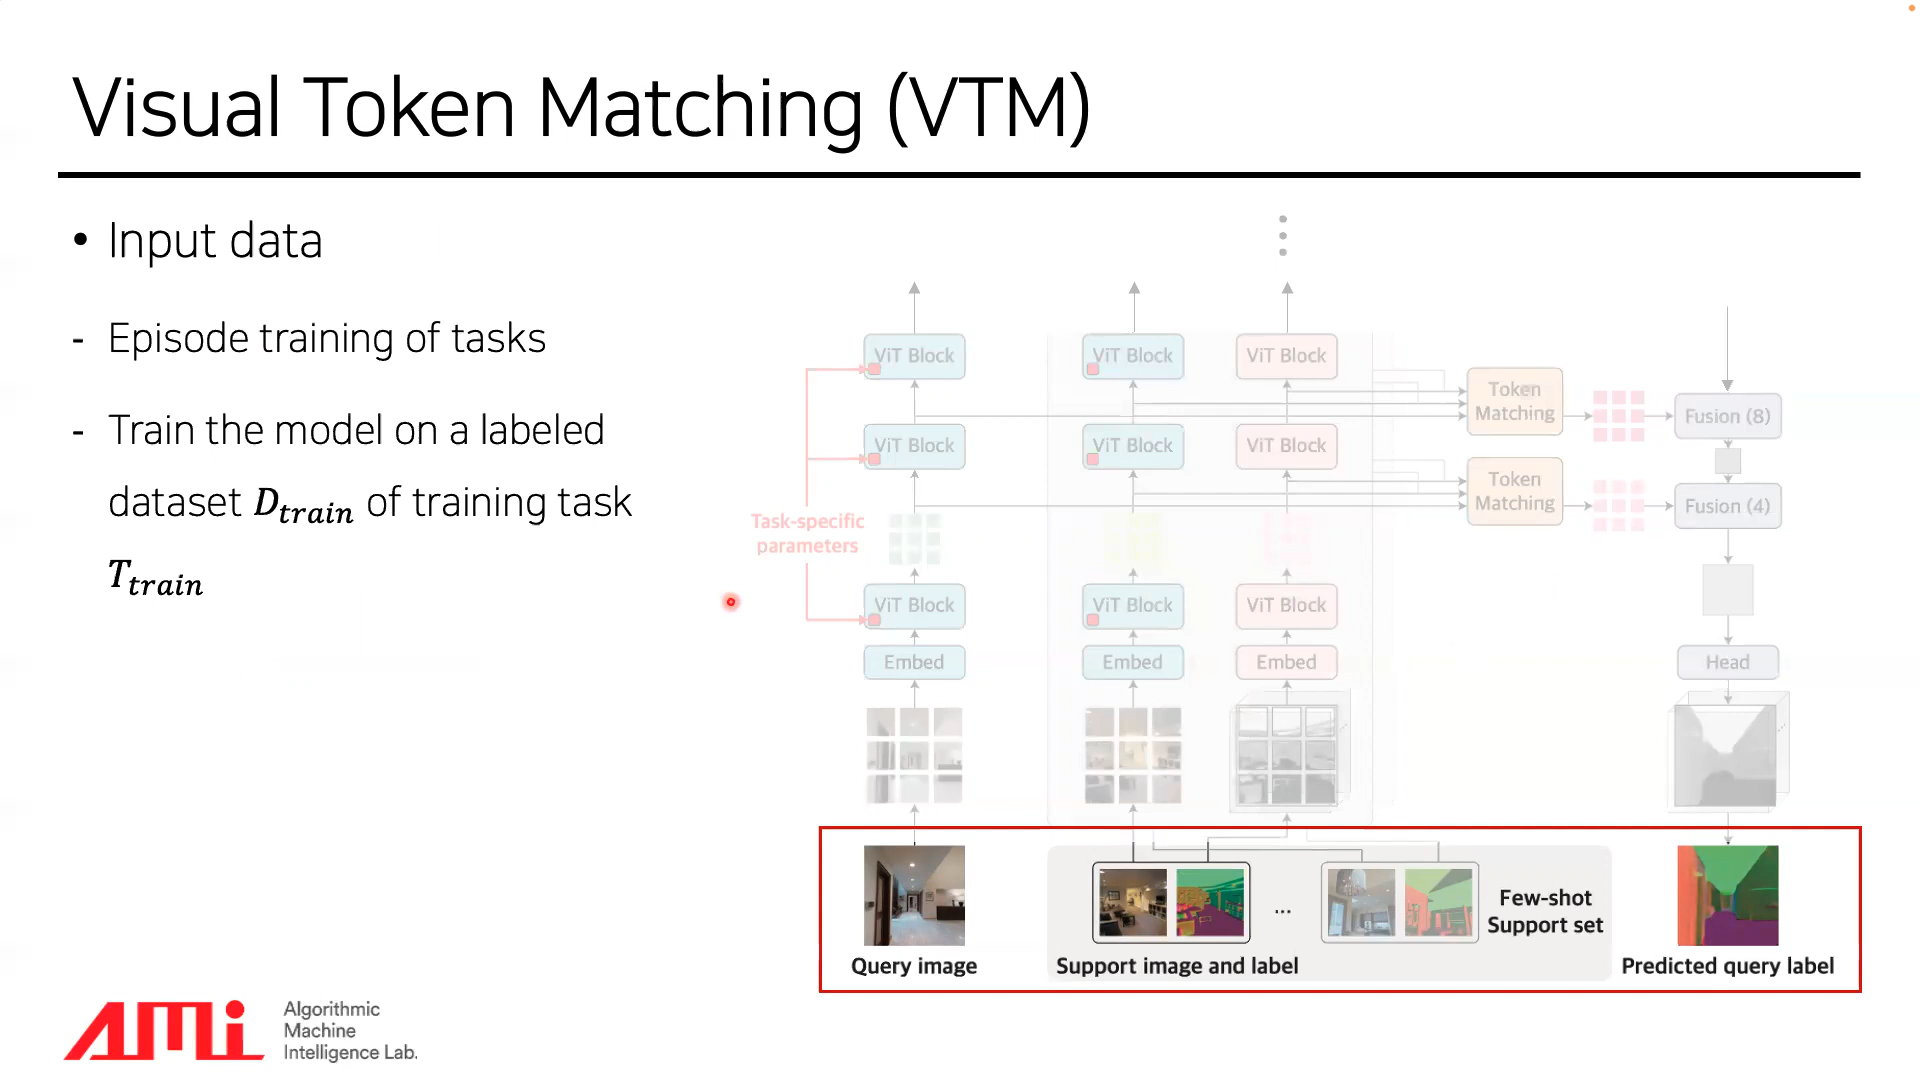 Visual Token Matching (VTM)
• Input data
- Episode training of tasks
- Train the model on a labeled
dataset D_train of training task
T_train
ViT Block
ViT Block
ViT Block
Token
Matching
Fusion (8)
ViT Block
ViT Block
ViT Block
Token
Matching
Fusion (4)
Task-specific
parameters
ViT Block
ViT Block
ViT Block
Embed
Embed
Embed
Head
...
Few-shot
Support set
Query image
Support image and label
Predicted query label
AMi
Algorithmic
Machine
Intelligence Lab.